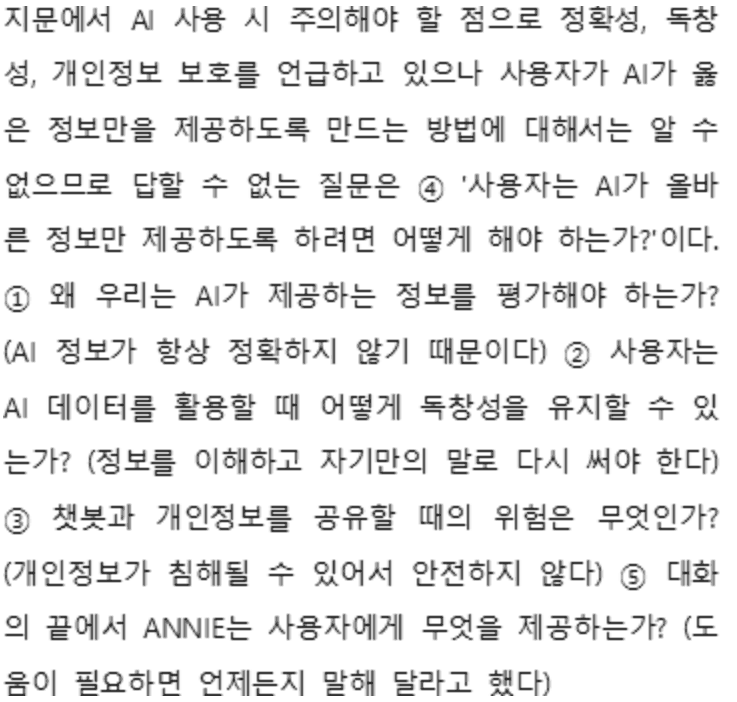 지문에서 AI 사용 시 주의해야 할 점으로 정확성, 독창
성, 개인정보 보호를 언급하고 있으나 사용자가 AI가 옳
은 정보만을 제공하도록 만드는 방법에 대해서는 알 수
없으므로 답할 수 없는 질문은 ④ '사용자는 AI가 올바
른 정보만 제공하도록 하려면 어떻게 해야 하는가?'이다.
① 왜 우리는 AI가 제공하는 정보를 평가해야 하는가?
(AI 정보가 항상 정확하지 않기 때문이다) ② 사용자는
AI 데이터를 활용할 때 어떻게 독창성을 유지할 수 있
는가? (정보를 이해하고 자기만의 말로 다시 써야 한다)
③ 챗봇과 개인정보를 공유할 때의 위험은 무엇인가?
(개인정보가 침해될 수 있어서 안전하지 않다) ⑤ 대화
의 끝에서 ANNIE는 사용자에게 무엇을 제공하는가? (도
움이 필요하면 언제든지 말해 달라고 했다)